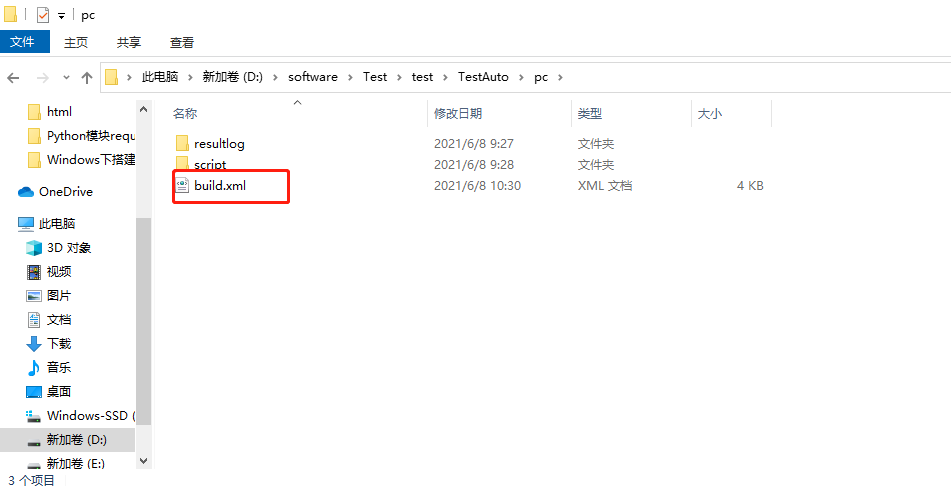 pc
文件 主页 共享 查看
此电脑 新加卷 (D:) software Test test TestAuto pc
名称 修改日期 类型 大小
html
Python模块requ
Windows下搭建
OneDrive
此电脑
3D 对象
视频
图片
文档
下载
音乐
桌面
Windows-SSD (
新加卷 (D:)
新加卷 (E:)
resultlog 2021/6/8 9:27 文件夹
script 2021/6/8 9:28 文件夹
build.xml 2021/6/8 10:30 XML 文档 4 KB
3 个项目